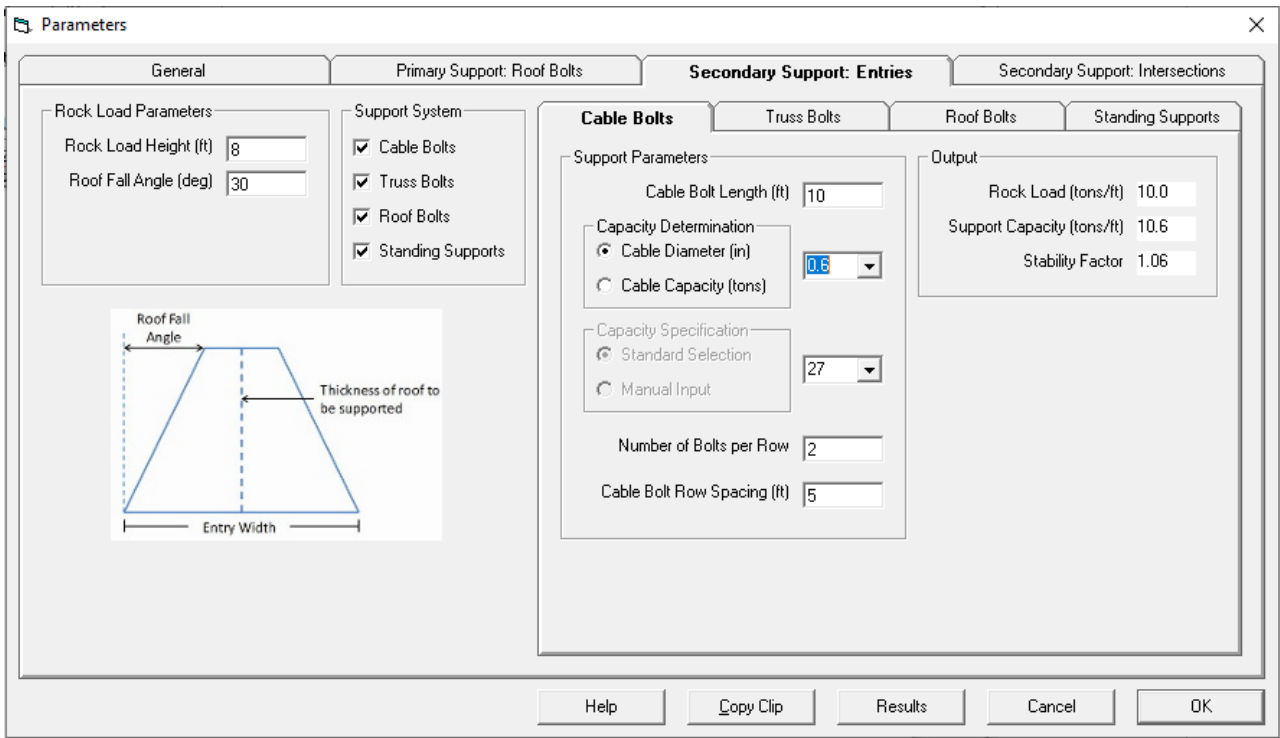 Parameters
General
Primary Support: Roof Bolts
Secondary Support: Entries
Secondary Support: Intersections
Rock Load Parameters
Rock Load Height (ft) 8
Roof Fall Angle (deg) 30
Support System
Cable Bolts
Truss Bolts
Roof Bolts
Standing Supports
Roof Fall
Angle
Thickness of roof to
be supported
Entry Width
Cable Bolts
Truss Bolts
Roof Bolts
Standing Supports
Support Parameters
Cable Bolt Length (ft) 10
Capacity Determination
Cable Diameter (in)
Cable Capacity (tons)
0.6
Capacity Specification
Standard Selection
Manual Input
27
Number of Bolts per Row 2
Cable Bolt Row Spacing (ft) 5
Output
Rock Load (tons/ft) 10.0
Support Capacity (tons/ft) 10.6
Stability Factor 1.06
Help
Copy Clip
Results
Cancel
OK